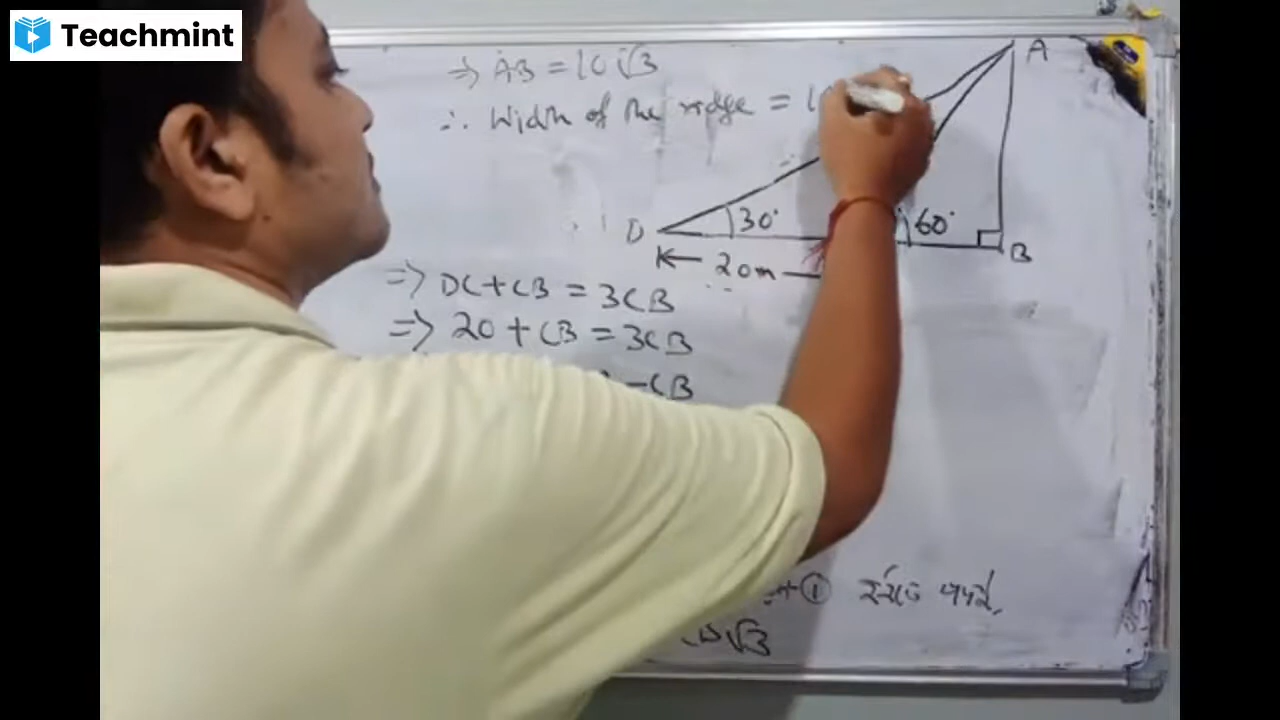 Teachmint
⇒ AB = 10√3
∴ Width of the ridge = 1
A
D
30°
60°
B
20m
⇒ DC+CB = 3CB
⇒ 20 + CB = 3CB
-CB
①
√3